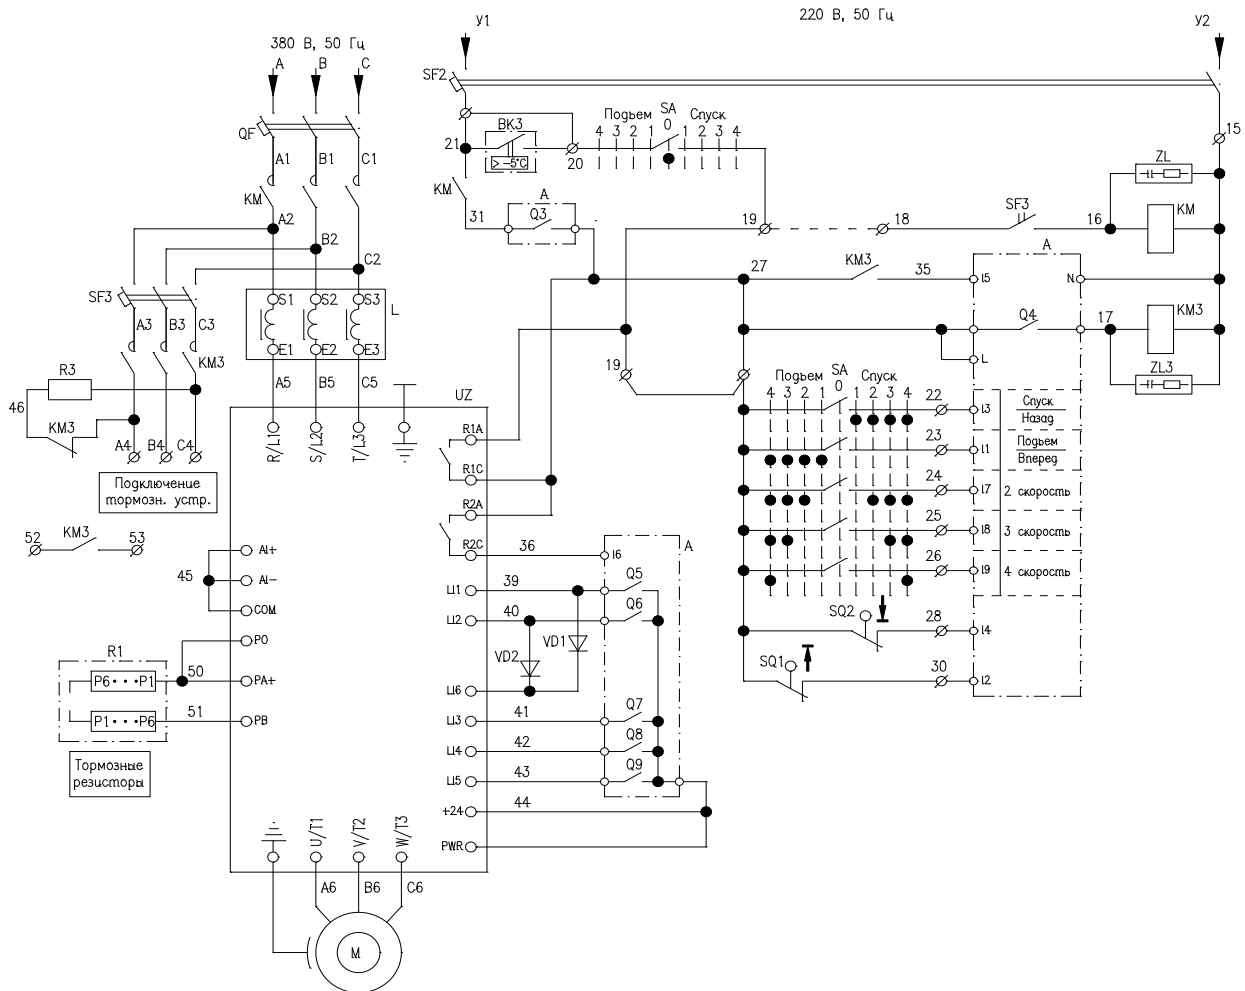 220 В, 50 Гц
У1
У2
380 В, 50 Гц
A
B
C
SF2
QF
A1
B1
C1
21
BK3
> -5°C
20
Подьем
SA
0
Спуск
4 3 2 1
1 2 3 4
15
ZL
KM
A2
B2
C2
KM
31
A
Q3
19
18
SF3
16
KM
SF3
A3
B3
C3
S1
S2
S3
L
27
KM3
35
A
I5
N
E1
E2
E3
KM3
Q4
17
KM3
L
ZL3
R3
46
KM3
A4
B4
C4
A5
B5
C5
19
UZ
R/L1
S/L2
T/L3
R1A
R1C
R2A
R2C
Подьем
SA
0
Спуск
4 3 2 1
1 2 3 4
22
I3
Спуск
Назад
23
I1
Подьем
Вперед
24
I7
2 скорость
25
I8
3 скорость
26
I9
4 скорость
Подключение
тормозн. устр.
52
KM3
53
36
I6
A
45
AI+
AI-
COM
PO
PA+
PB
LI1
39
Q5
LI2
40
Q6
VD1
VD2
LI6
SQ2
28
I4
SQ1
30
I2
R1
P6 • • • P1
50
P1 • • • P6
51
Тормозные
резисторы
LI3
41
Q7
LI4
42
Q8
LI5
43
Q9
+24
44
PWR
U/T1
V/T2
W/T3
A6
B6
C6
M